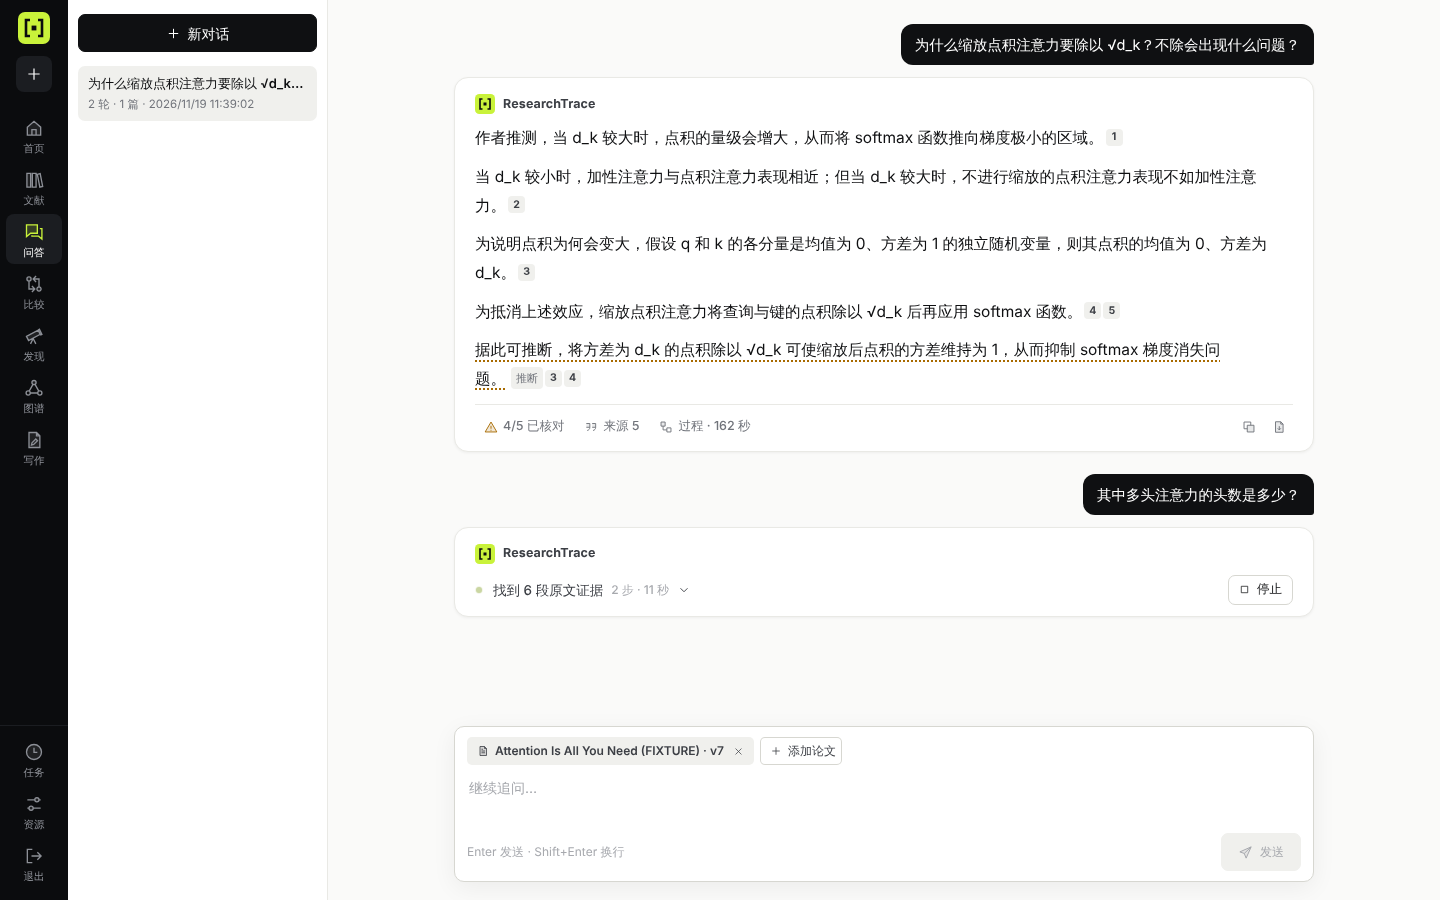 新对话
为什么缩放点积注意力要除以 √d_k...
2 轮 · 1 篇 · 2026/11/19 11:39:02
首页
文献
问答
比较
发现
图谱
写作
任务
资源
退出
为什么缩放点积注意力要除以 √d_k？不除会出现什么问题？
ResearchTrace
作者推测，当 d_k 较大时，点积的量级会增大，从而将 softmax 函数推向梯度极小的区域。 1
当 d_k 较小时，加性注意力与点积注意力表现相近；但当 d_k 较大时，不进行缩放的点积注意力表现不如加性注意
力。 2
为说明点积为何会变大，假设 q 和 k 的各分量是均值为 0、方差为 1 的独立随机变量，则其点积的均值为 0、方差为
d_k。 3
为抵消上述效应，缩放点积注意力将查询与键的点积除以 √d_k 后再应用 softmax 函数。 4 5
据此可推断，将方差为 d_k 的点积除以 √d_k 可使缩放后点积的方差维持为 1，从而抑制 softmax 梯度消失问
题。 推断 3 4
4/5 已核对 来源 5 过程 · 162 秒
其中多头注意力的头数是多少？
ResearchTrace
找到 6 段原文证据 2 步 · 11 秒 停止
Attention Is All You Need (FIXTURE) · v7 添加论文
继续追问...
Enter 发送 · Shift+Enter 换行 发送